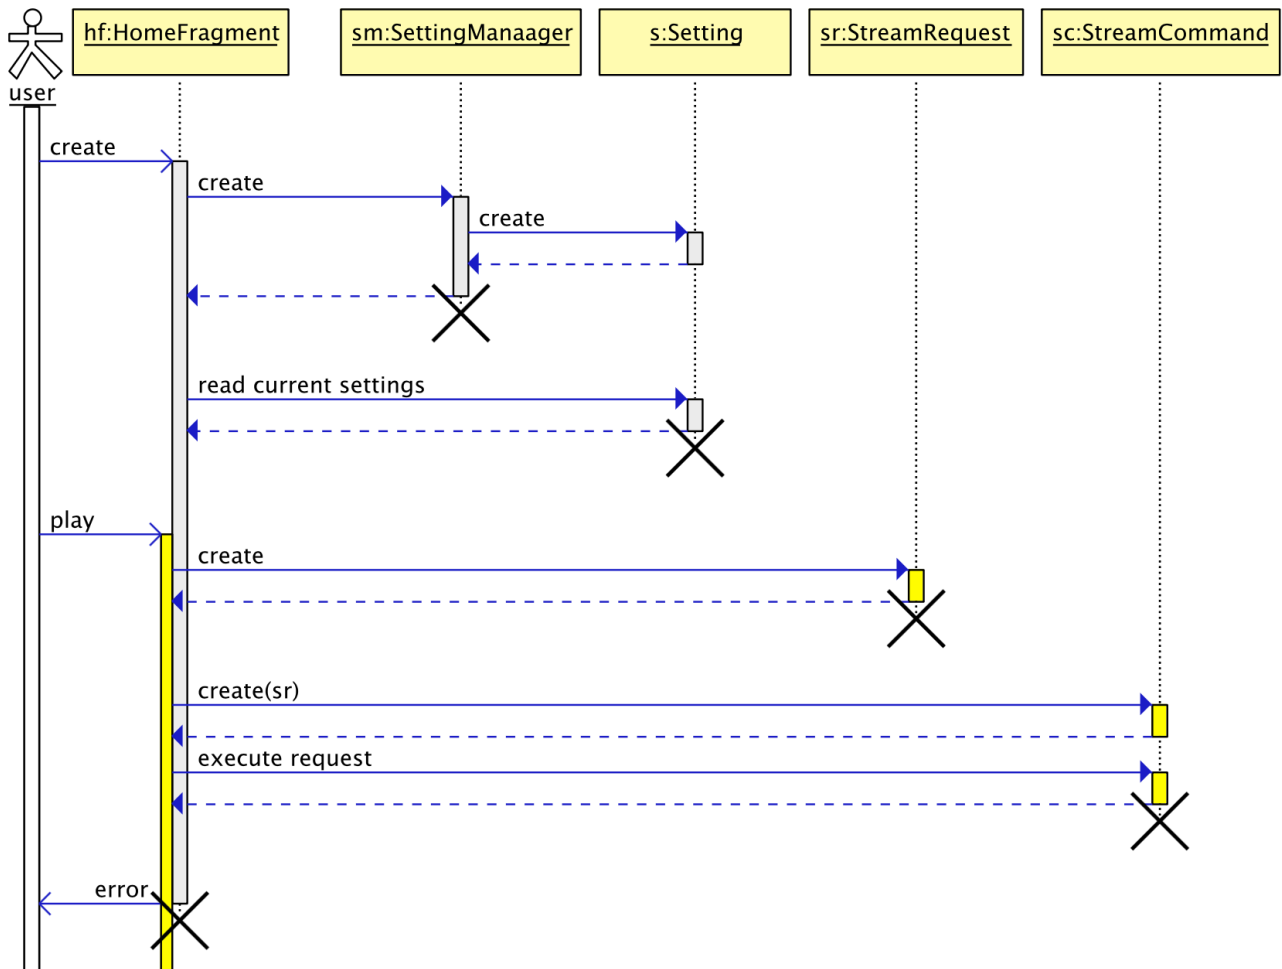 hf:HomeFragment
sm:SettingManaager
s:Setting
sr:StreamRequest
sc:StreamCommand
user
create
create
create
read current settings
play
create
create(sr)
execute request
error